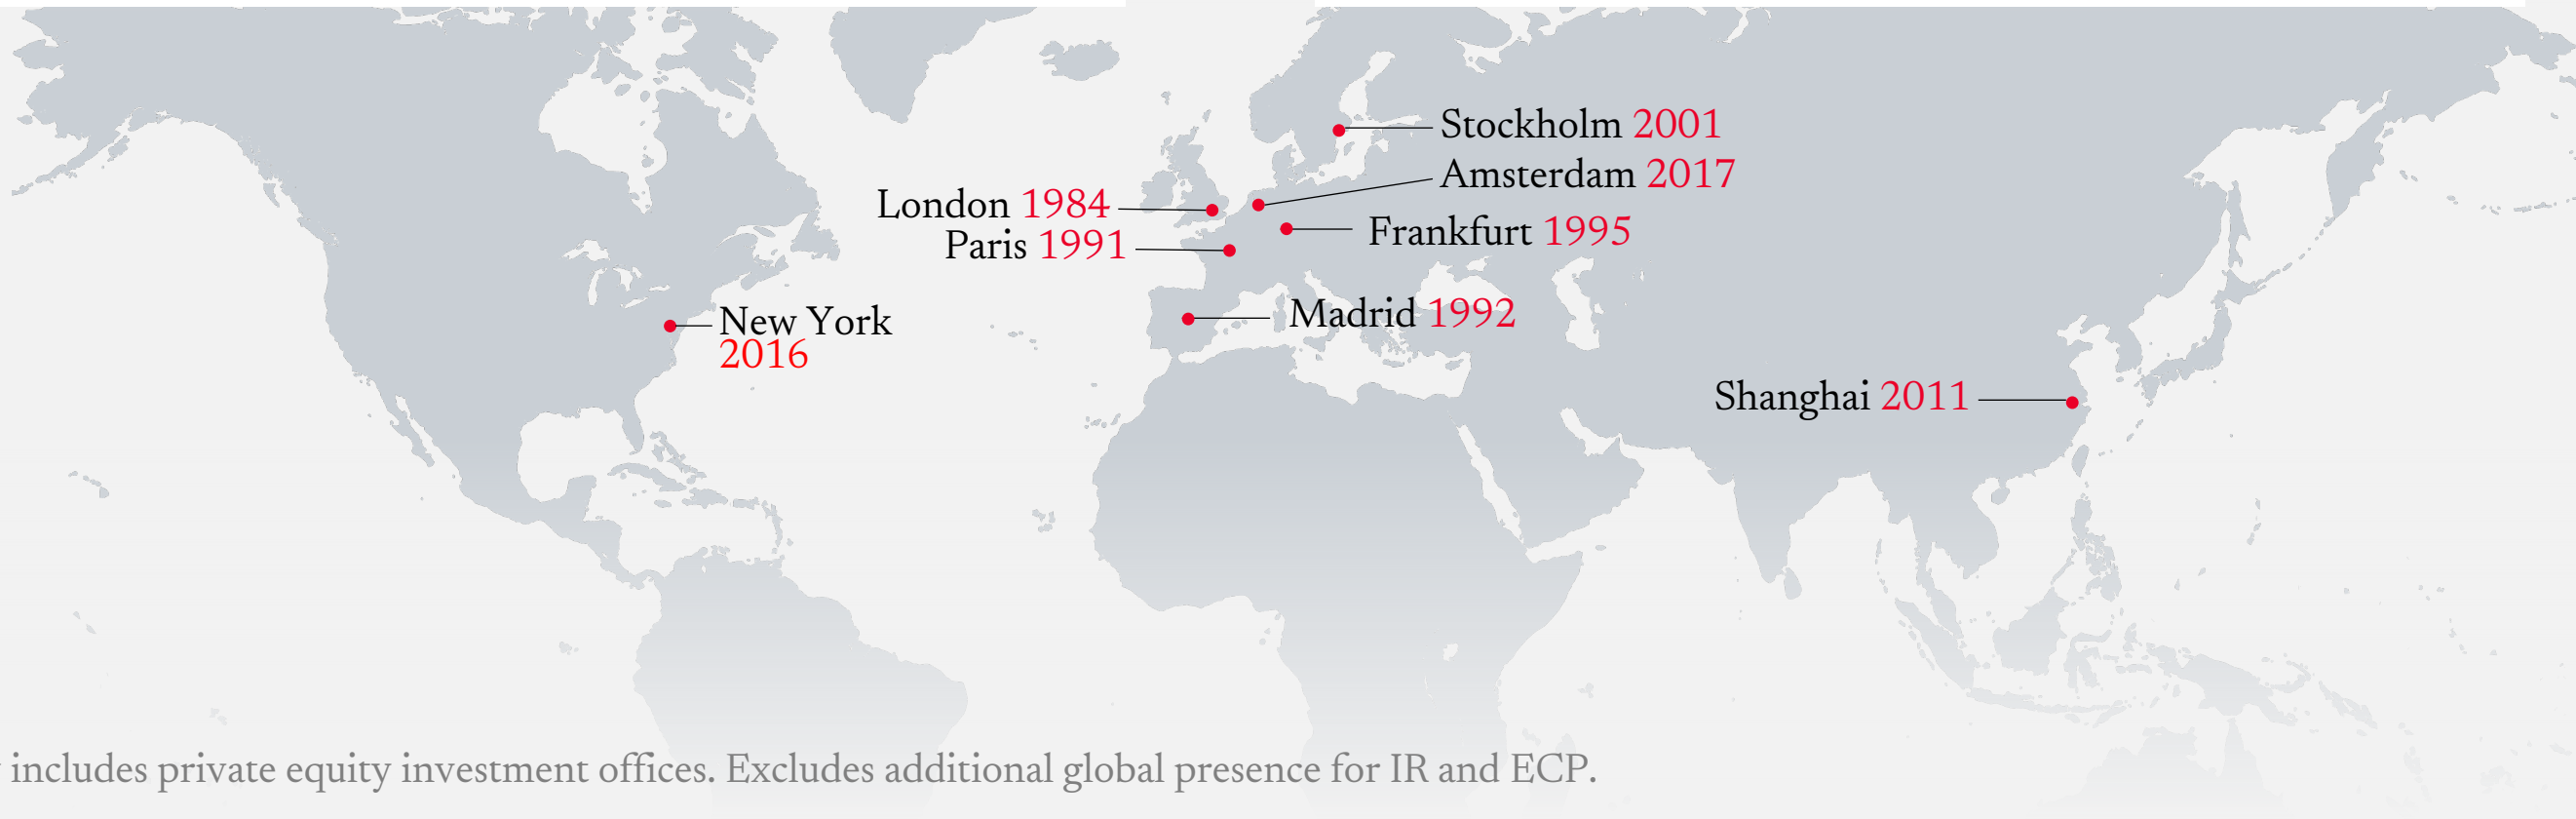 Stockholm 2001
Amsterdam 2017
London 1984
Frankfurt 1995
Paris 1991
Madrid 1992
New York
2016
Shanghai 2011
includes private equity investment offices. Excludes additional global presence for IR and ECP.